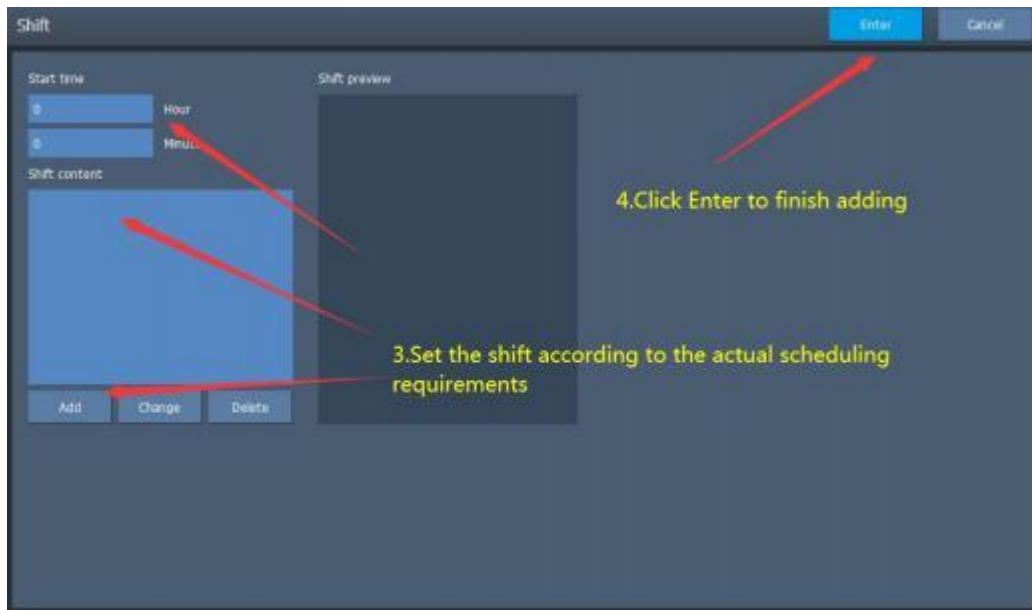 Shift
Enter
Cancel
Start time
Shift preview
0
Hour
0
Minute
Shift content
4.Click Enter to finish adding
3.Set the shift according to the actual scheduling
requirements
Add
Change
Delete